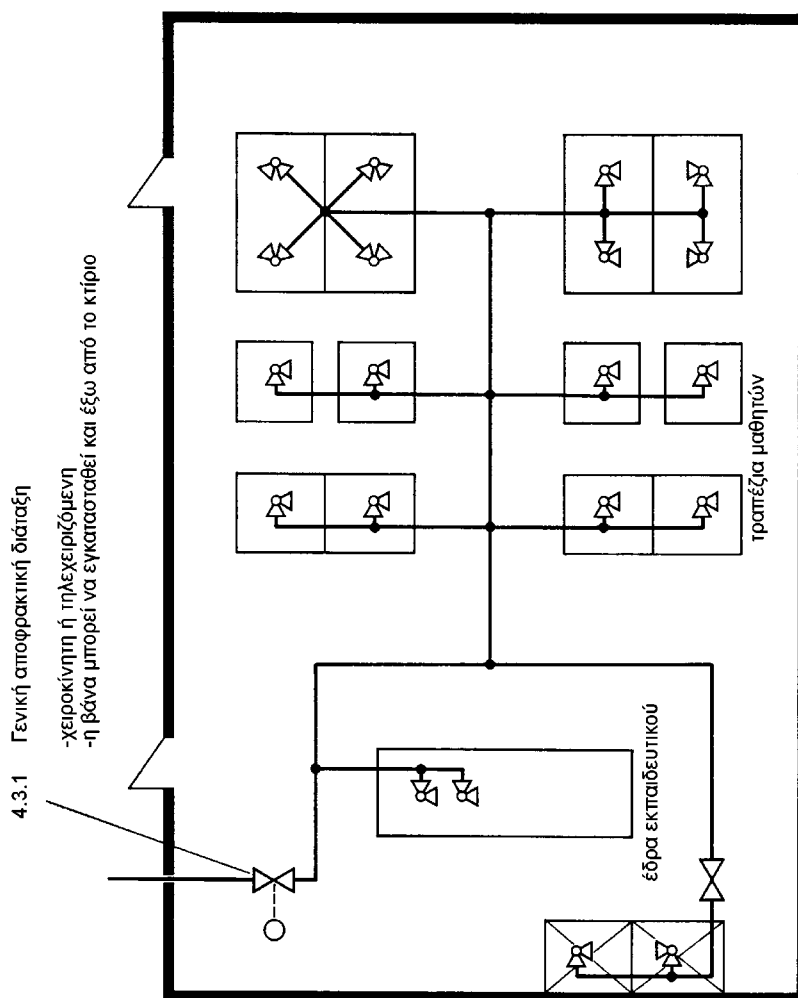 4.3.1 Γενική αποφρακτική διάταξη
-χειροκίνητη ή τηλεχειριζόμενη
-η βάνα μπορεί να εγκατασταθεί και έξω από το κτίριο
έδρα εκπαιδευτικού
τραπέζια μαθητών